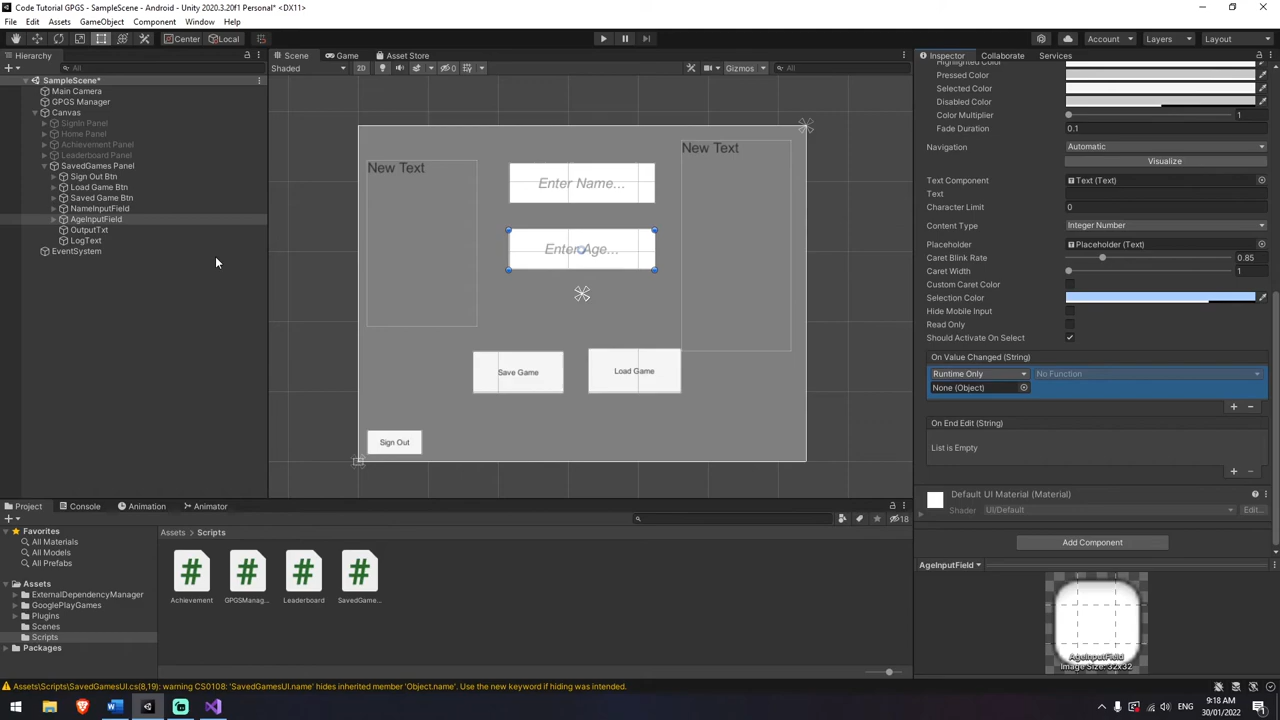 Code Tutorial GPGS - SampleScene - Android - Unity 2020.3.20f1 Personal* <DX11>
File Edit Assets GameObject Component Window Help
Center Local Account Layers Layout
Hierarchy
All
SampleScene*
Main Camera
GPGS Manager
Canvas
SignIn Panel
Home Panel
Achievement Panel
Leaderboard Panel
SavedGames Panel
Sign Out Btn
Load Game Btn
Saved Game Btn
NameInputField
AgeInputField
OutputTxt
LogText
EventSystem
Scene Game Asset Store
Shaded 2D 0 Gizmos All
New Text
Enter Name...
New Text
Enter Age...
Save Game
Load Game
Sign Out
Inspector Collaborate Services
Highlighted Color
Pressed Color
Selected Color
Disabled Color
Color Multiplier 1
Fade Duration 0.1
Navigation Automatic
Visualize
Text Component Text (Text)
Text
Character Limit 0
Content Type Integer Number
Placeholder Placeholder (Text)
Caret Blink Rate 0.85
Caret Width 1
Custom Caret Color
Selection Color
Hide Mobile Input
Read Only
Should Activate On Select
On Value Changed (String)
Runtime Only No Function
None (Object)
+ −
On End Edit (String)
List is Empty
+ −
Default UI Material (Material)
Shader UI/Default Edit...
Add Component
AgeInputField
AgeInputField
Image Size: 32x32
Project Console Animation Animator
18
Favorites
All Materials
All Models
All Prefabs
Assets
ExternalDependencyManager
GooglePlayGames
Plugins
Scenes
Scripts
Packages
Assets > Scripts
Achievement GPGSManag... Leaderboard SavedGame...
Assets\Scripts\SavedGamesUI.cs(8,19): warning CS0108: 'SavedGamesUI.name' hides inherited member 'Object.name'. Use the new keyword if hiding was intended.
ENG
9:18 AM
30/01/2022